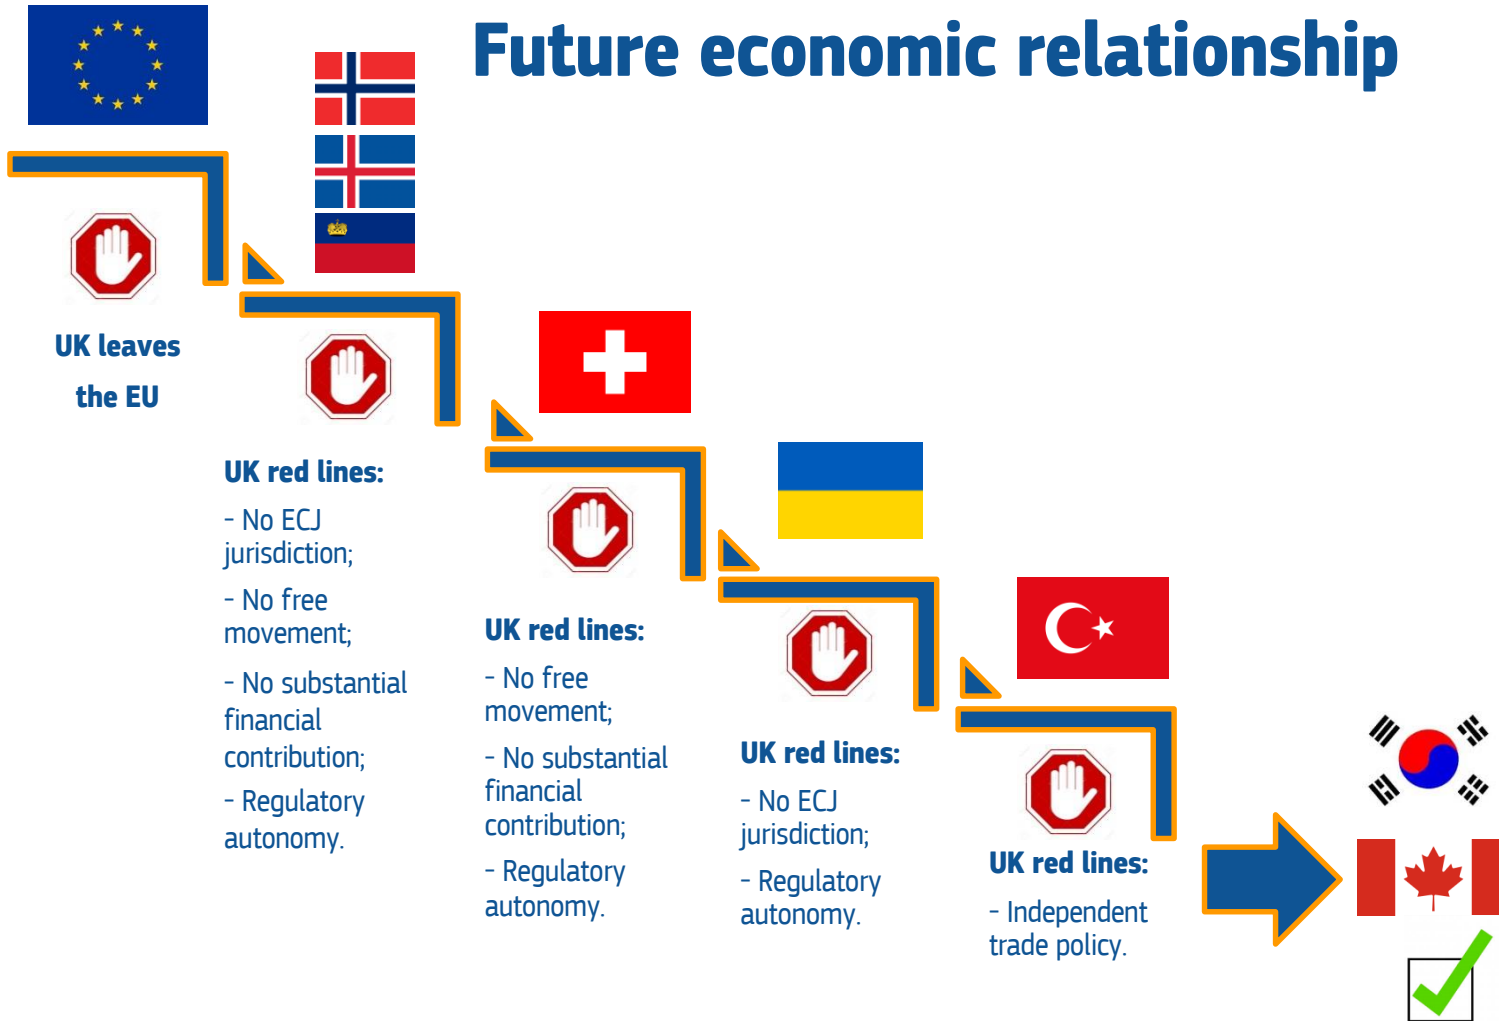 Future economic relationship
UK leaves
the EU
UK red lines:
- No ECJ
jurisdiction;
- No free
movement;
- No substantial
financial
contribution;
- Regulatory
autonomy.
UK red lines:
- No free
movement;
- No substantial
financial
contribution;
- Regulatory
autonomy.
UK red lines:
- No ECJ
jurisdiction;
- Regulatory
autonomy.
UK red lines:
- Independent
trade policy.